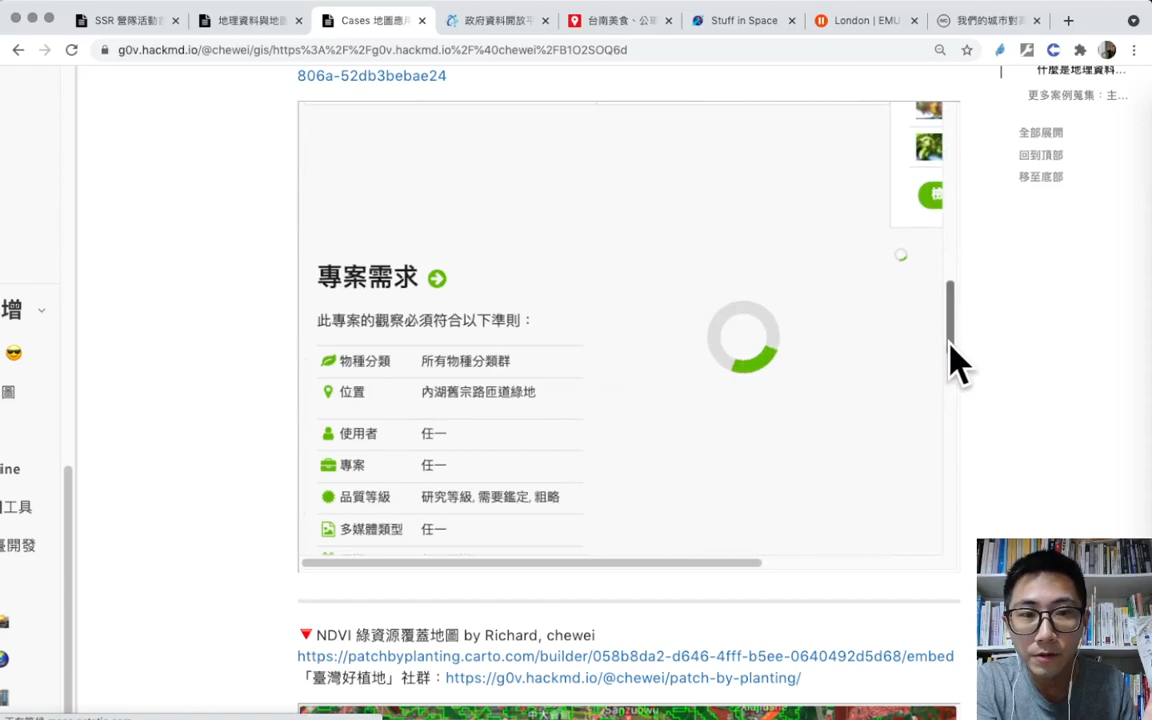 SSR 營隊活動
地理資料與地
Cases 地圖應
政府資料開放平
台南美食、公
Stuff in Space
London | EMU
我們的城市對
g0v.hackmd.io/@chewei/gis/https%3A%2F%2Fg0v.hackmd.io%2F%40chewei%2FB1O2SOQ6d
806a-52db3bebae24
什麼是地理資料...
更多案例蒐集：主...
全部展開
回到頂部
移至底部
增
圖
ine
工具
開發
專案需求
此專案的觀察必須符合以下準則：
物種分類 所有物種分類群
位置 內湖舊宗路匝道綠地
使用者 任一
專案 任一
品質等級 研究等級, 需要鑑定, 粗略
多媒體類型 任一
NDVI 綠資源覆蓋地圖 by Richard, chewei
https://patchbyplanting.carto.com/builder/058b8da2-d646-4fff-b5ee-0640492d5d68/embed
「臺灣好植地」社群：https://g0v.hackmd.io/@chewei/patch-by-planting/